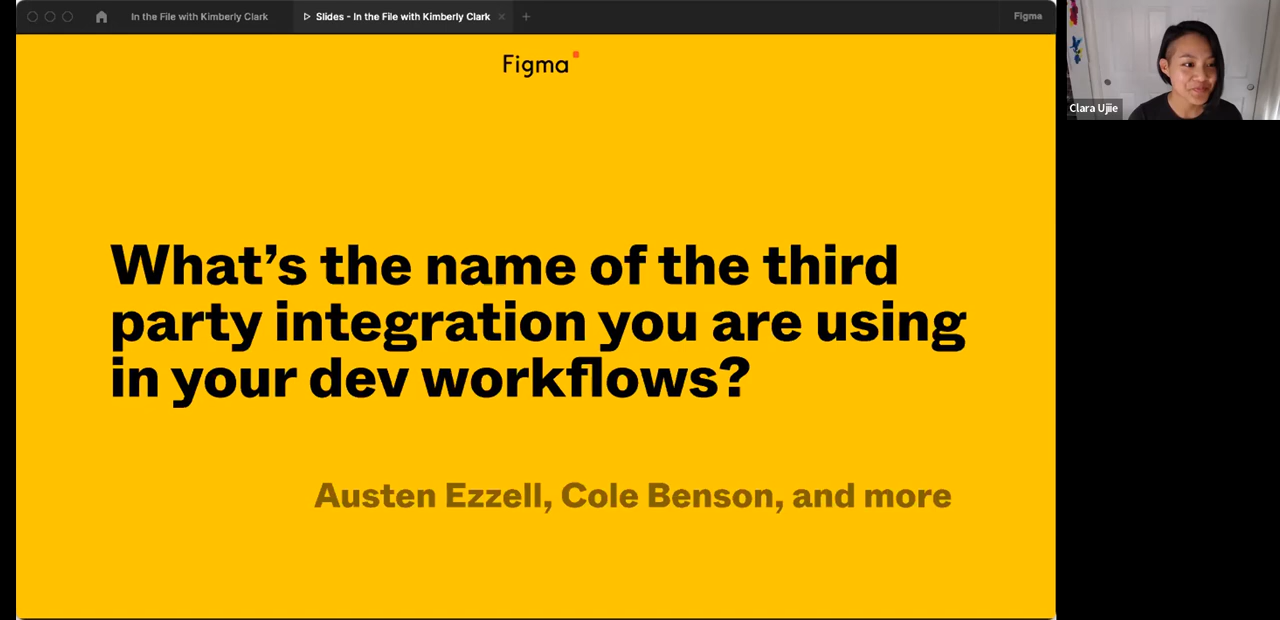 In the File with Kimberly Clark
Slides - In the File with Kimberly Clark
Figma
Figma
Clara Ujiie
What’s the name of the third
party integration you are using
in your dev workflows?
Austen Ezzell, Cole Benson, and more